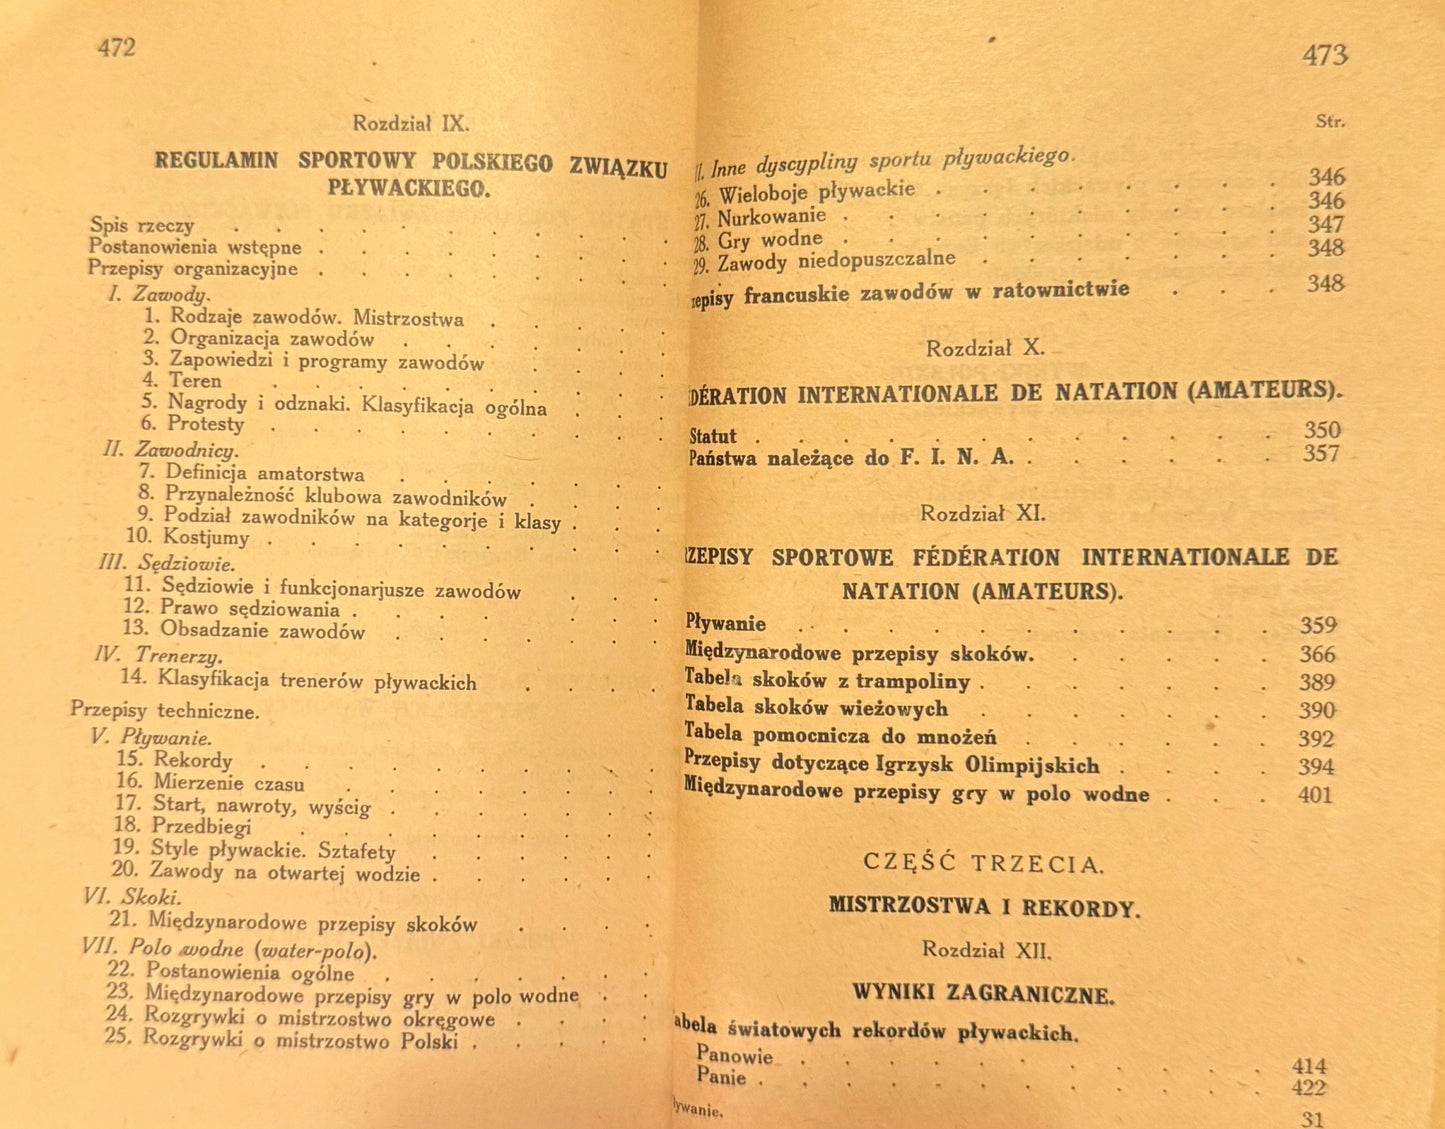 472
Rozdział IX.
REGULAMIN SPORTOWY POLSKIEGO ZWIĄZKU
PŁYWACKIEGO.
Spis rzeczy . . . . . . . . . .
Postanowienia wstępne . . . . . . . . .
Przepisy organizacyjne . . . . . . . . .
I. Zawody.
1. Rodzaje zawodów. Mistrzostwa . . . . .
2. Organizacja zawodów . . . . . . .
3. Zapowiedzi i programy zawodów . . . .
4. Teren . . . . . . . . . .
5. Nagrody i odznaki. Klasyfikacja ogólna . . .
6. Protesty . . . . . . . . . .
II. Zawodnicy.
7. Definicja amatorstwa . . . . . . .
8. Przynależność klubowa zawodników . . . .
9. Podział zawodników na kategorje i klasy . . .
10. Kostjumy . . . . . . . . . .
III. Sędziowie.
11. Sędziowie i funkcjonarjusze zawodów . . .
12. Prawo sędziowania . . . . . . . .
13. Obsadzanie zawodów . . . . . . .
IV. Trenerzy.
14. Klasyfikacja trenerów pływackich . . . .
Przepisy techniczne.
V. Pływanie.
15. Rekordy . . . . . . . . . .
16. Mierzenie czasu . . . . . . . .
17. Start, nawroty, wyścig . . . . . . .
18. Przedbiegi . . . . . . . . .
19. Style pływackie. Sztafety . . . . . .
20. Zawody na otwartej wodzie . . . . . .
VI. Skoki.
21. Międzynarodowe przepisy skoków . . . .
VII. Polo wodne (water-polo).
22. Postanowienia ogólne . . . . . . .
23. Międzynarodowe przepisy gry w polo wodne . .
24. Rozgrywki o mistrzostwo okręgowe . . . .
25. Rozgrywki o mistrzostwo Polski . . . . .
473
Str.
II. Inne dyscypliny sportu pływackiego.
26. Wieloboje pływackie . . . . . . . . 346
27. Nurkowanie . . . . . . . . . . 346
28. Gry wodne . . . . . . . . . . 347
29. Zawody niedopuszczalne . . . . . . . 348
zepisy francuskie zawodów w ratownictwie . . . 348
Rozdział X.
DÉRATION INTERNATIONALE DE NATATION (AMATEURS).
Statut . . . . . . . . . . . . 350
Państwa należące do F. I. N. A. . . . . . . 357
Rozdział XI.
RZEPISY SPORTOWE FÉDÉRATION INTERNATIONALE DE
NATATION (AMATEURS).
Pływanie . . . . . . . . . . . 359
Międzynarodowe przepisy skoków. . . . . . 366
Tabela skoków z trampoliny . . . . . . . 389
Tabela skoków wieżowych . . . . . . . 390
Tabela pomocnicza do mnożeń . . . . . . 392
Przepisy dotyczące Igrzysk Olimpijskich . . . . 394
Międzynarodowe przepisy gry w polo wodne . . . 401
CZĘŚĆ TRZECIA.
MISTRZOSTWA I REKORDY.
Rozdział XII.
WYNIKI ZAGRANICZNE.
abela światowych rekordów pływackich.
Panowie . . . . . . . . . . . 414
Panie . . . . . . . . . . . . 422
ływanie. 31